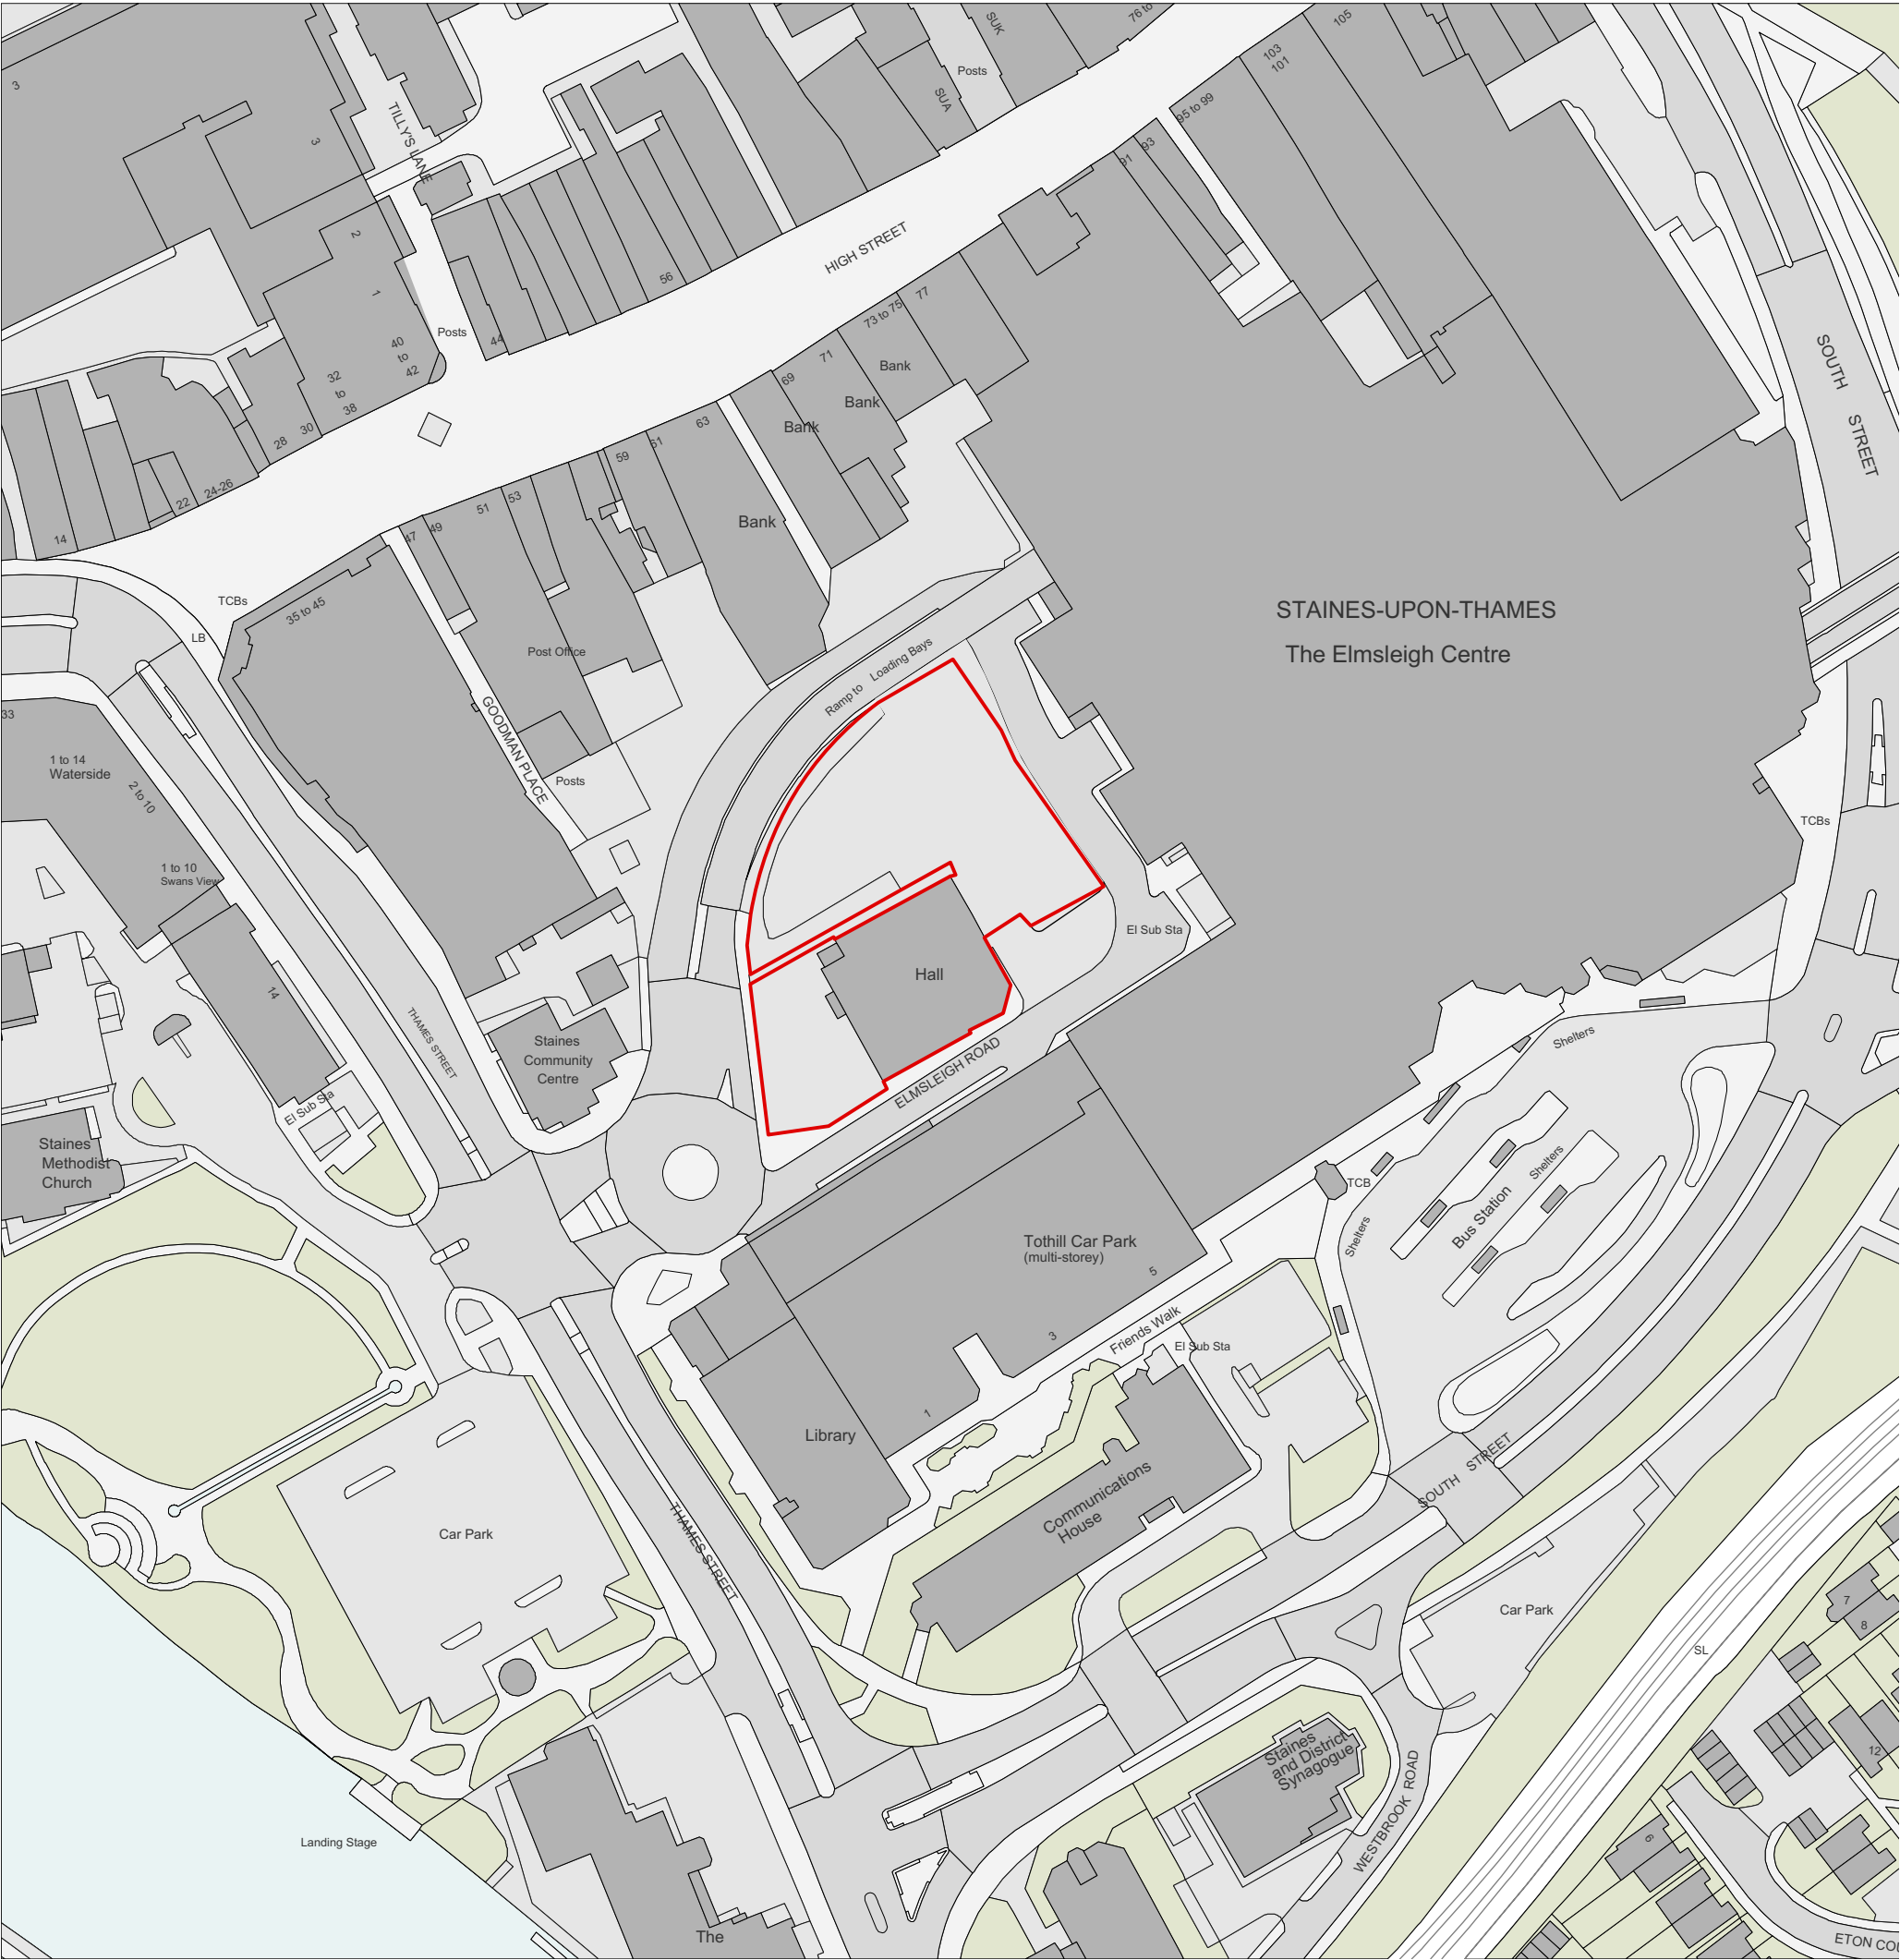 3
TILLY'S LANE
3
2
1
SUK
SUA
Posts
76 to
105
103
101
95 to 99
93
91
HIGH STREET
56
44
Posts
40
to
42
32
to
38
30
28
24-26
22
14
77
73 to 75
71
69
Bank
Bank
Bank
63
61
59
53
51
49
47
Bank
SOUTH STREET
TCBs
LB
35 to 45
Post Office
GOODMAN PLACE
Posts
Ramp to Loading Bays
STAINES-UPON-THAMES
The Elmsleigh Centre
33
1 to 14
Waterside
2 to 10
1 to 10
Swans View
14
TCBs
El Sub Sta
Hall
THAMES STREET
Staines
Community
Centre
ELMSLEIGH ROAD
El Sub Sta
Staines
Methodist
Church
Shelters
Shelters
Shelters
Bus Station
TCB
Tothill Car Park
(multi-storey)
5
3
1
Friends Walk
El Sub Sta
Library
Communications
House
SOUTH STREET
THAMES STREET
Car Park
Car Park
SL
7
8
12
6
Staines
and District
Synagogue
WESTBROOK ROAD
Landing Stage
The
ETON CO